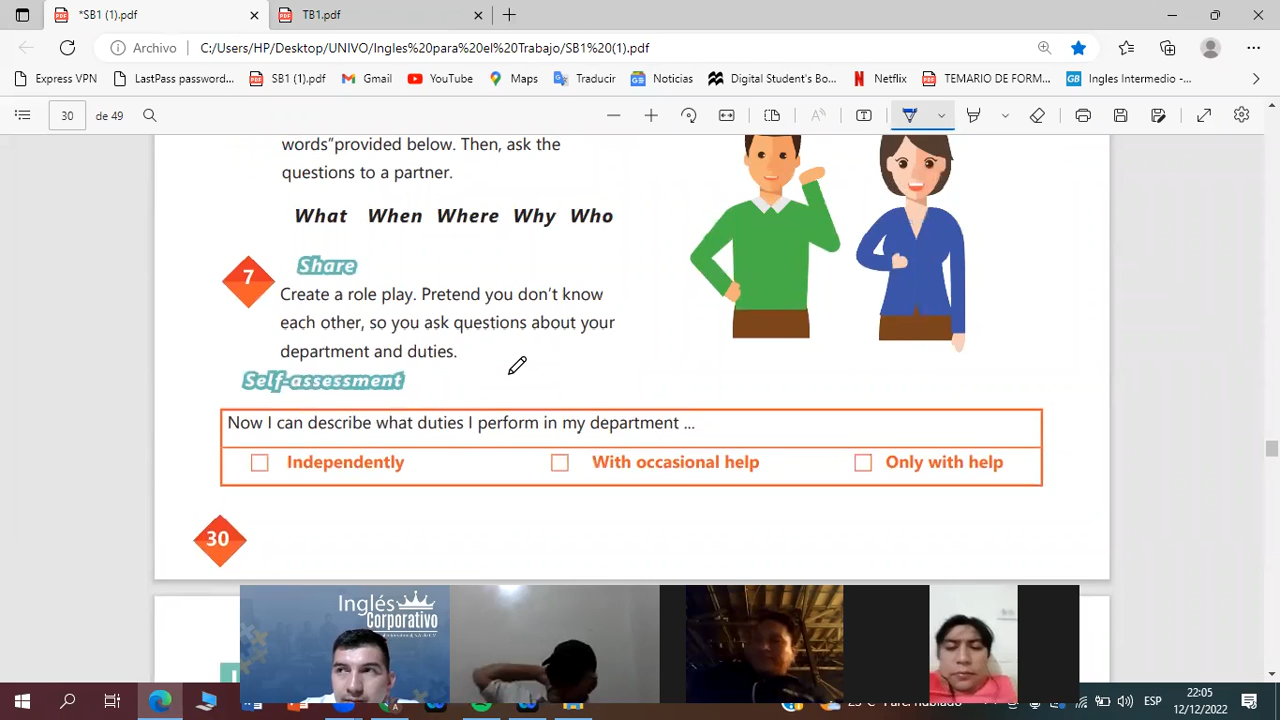 *SB1 (1).pdf
TB1.pdf
Archivo
C:/Users/HP/Desktop/UNIVO/Ingles%20para%20el%20Trabajo/SB1%20(1).pdf
Express VPN
LastPass password...
SB1 (1).pdf
Gmail
YouTube
Maps
Traducir
Noticias
Digital Student's Bo...
Netflix
TEMARIO DE FORM...
Ingles Intermedio -...
30 de 49
words"provided below. Then, ask the
questions to a partner.
What When Where Why Who
7
Share
Create a role play. Pretend you don't know
each other, so you ask questions about your
department and duties.
Self-assessment
Now I can describe what duties I perform in my department ...
Independently
With occasional help
Only with help
30
Inglés
Corporativo
ESP
22:05
12/12/2022